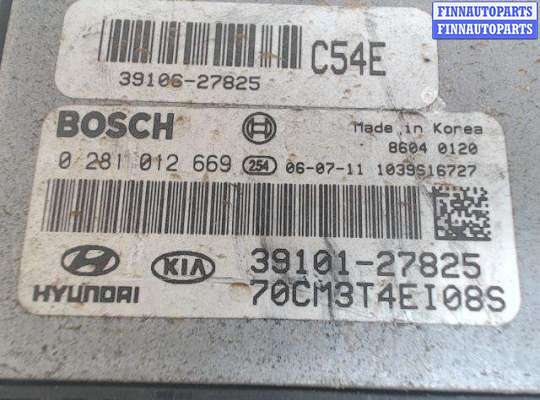 FINNAUTOPARTS
FINNAUTOPARTS
C54E
39106-27825
BOSCH
Made in Korea
8604 0120
0 281 012 669 254 06-07-11 1039S16727
HYUNDAI KIA 39101-27825
70CM3T4EI08S